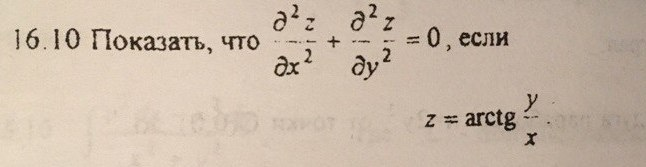 16.10 Показать, что ∂²z/∂x² + ∂²z/∂y² = 0, если
z = arctg y/x